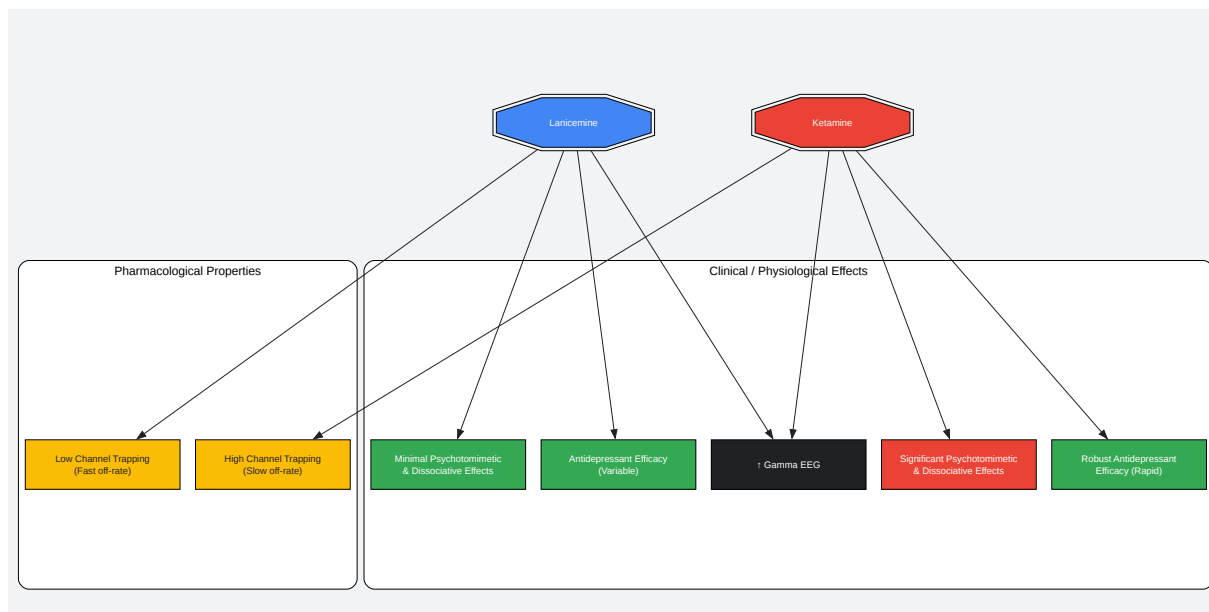 Lanicemine
Ketamine
Pharmacological Properties
Clinical / Physiological Effects
Low Channel Trapping
(Fast off-rate)
High Channel Trapping
(Slow off-rate)
Minimal Psychotomimetic
& Dissociative Effects
Antidepressant Efficacy
(Variable)
↑ Gamma EEG
Significant Psychotomimetic
& Dissociative Effects
Robust Antidepressant
Efficacy (Rapid)